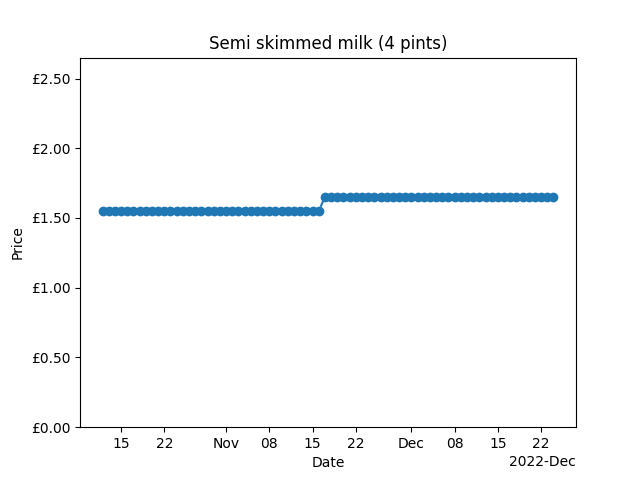 Semi skimmed milk (4 pints)
£2.50
£2.00
£1.50
£1.00
£0.50
£0.00
Price
15 22 Nov 08 15 22 Dec 08 15 22
Date
2022-Dec